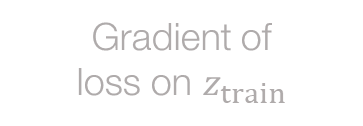 Gradient of
loss on z_train